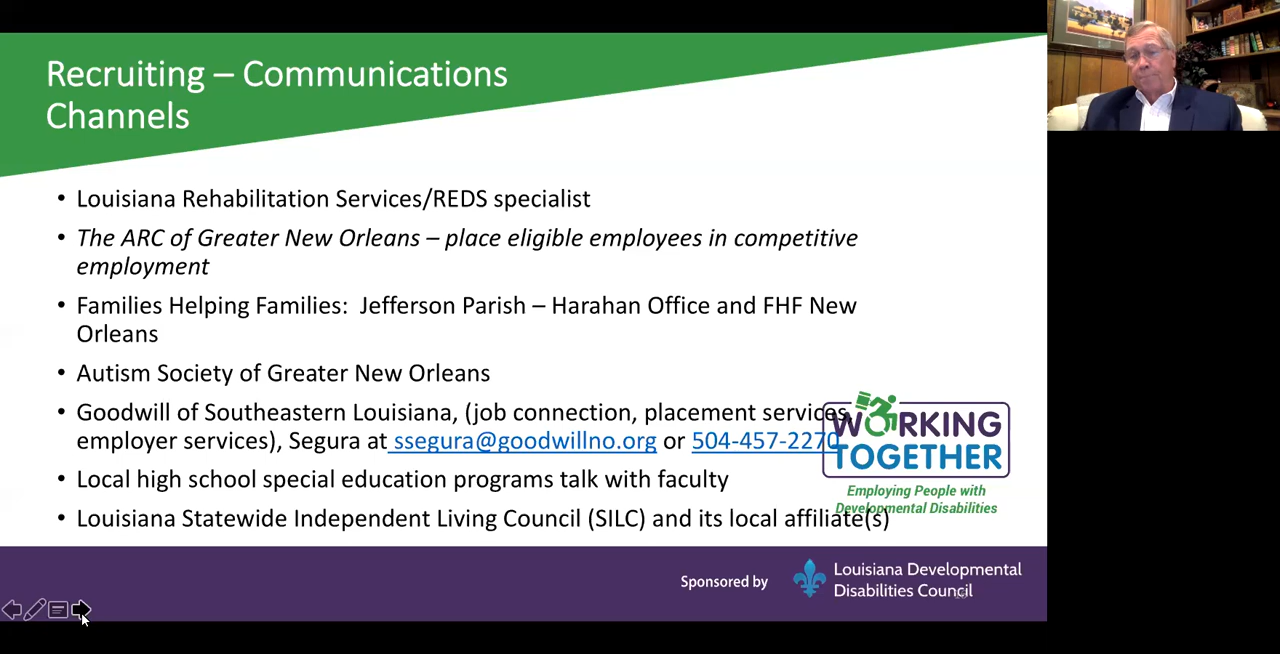 Recruiting – Communications
Channels
• Louisiana Rehabilitation Services/REDS specialist
• The ARC of Greater New Orleans – place eligible employees in competitive
employment
• Families Helping Families:  Jefferson Parish – Harahan Office and FHF New
Orleans
• Autism Society of Greater New Orleans
• Goodwill of Southeastern Louisiana, (job connection, placement services,
employer services), Segura at ssegura@goodwillno.org or 504-457-2270
• Local high school special education programs talk with faculty
• Louisiana Statewide Independent Living Council (SILC) and its local affiliate(s)
WORKING
TOGETHER
Employing People with
Developmental Disabilities
Sponsored by
Louisiana Developmental
Disabilities Council